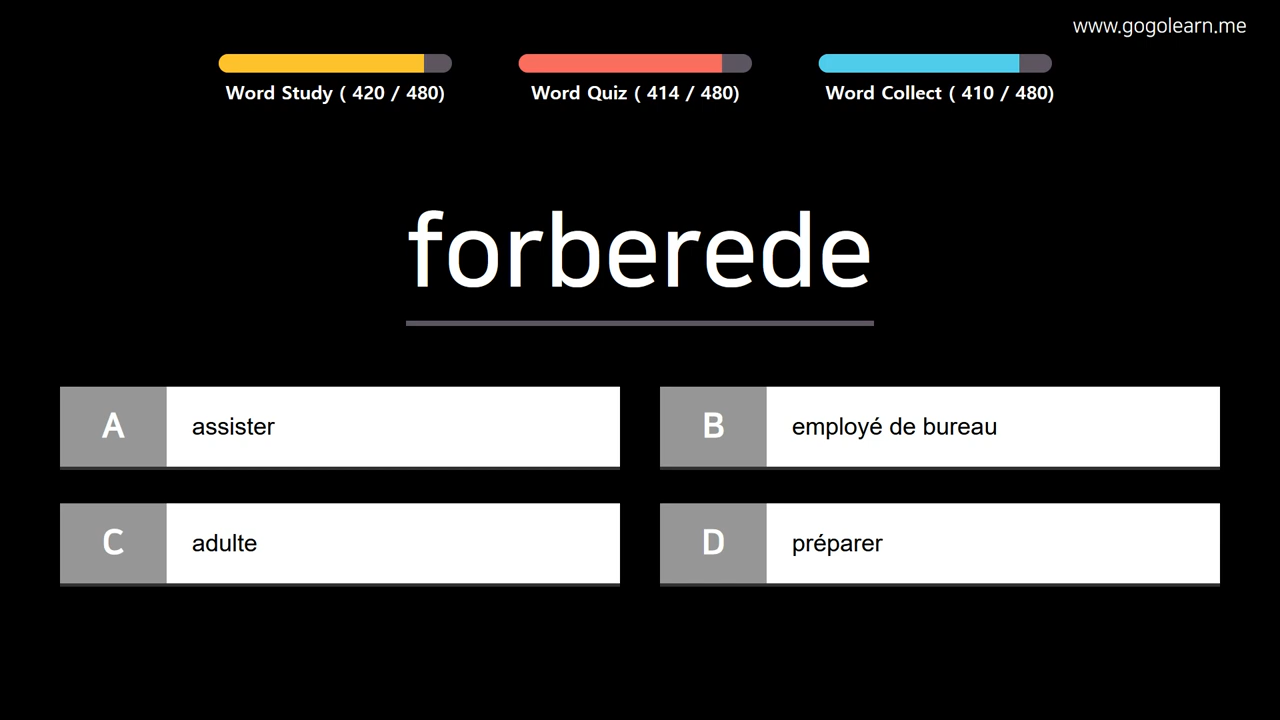 www.gogolearn.me
Word Study ( 420 / 480)
Word Quiz ( 414 / 480)
Word Collect ( 410 / 480)
forberede
A assister
B employé de bureau
C adulte
D préparer